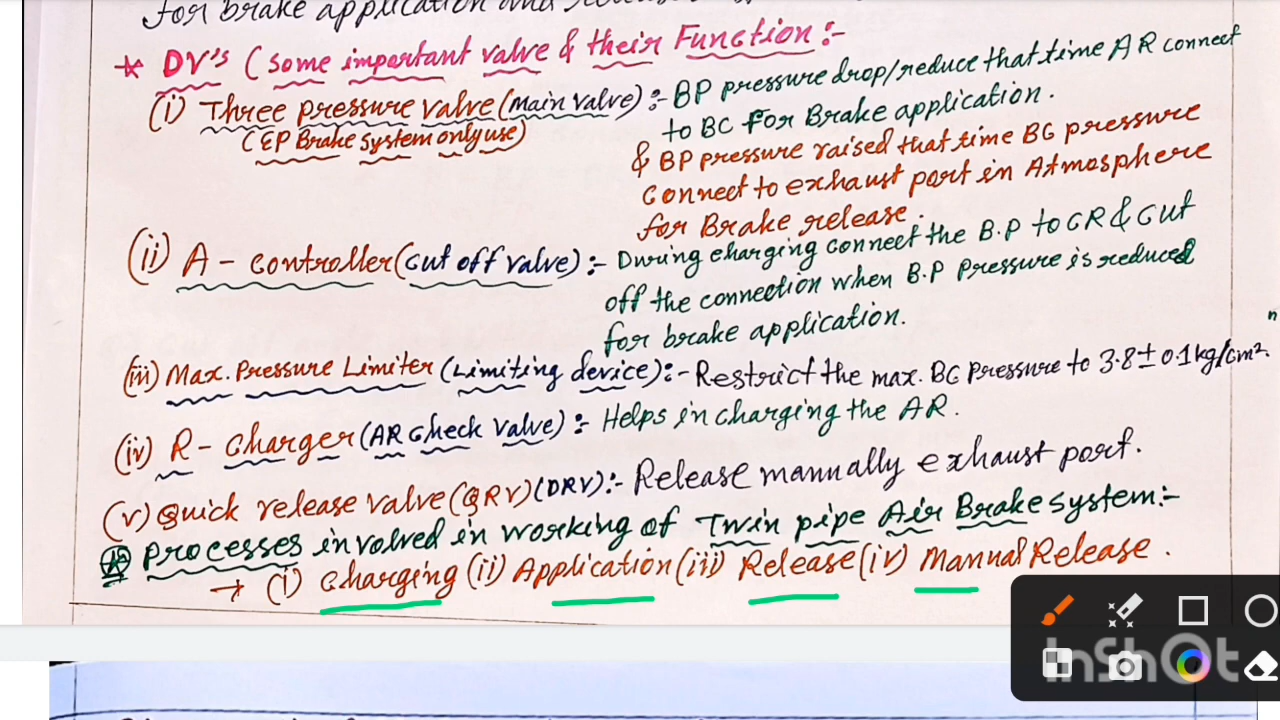 for brake application and
* DV's (some important valve & their Function :-
(i) Three pressure valve (main valve) :- BP pressure drop/reduce that time AR connect
(EP Brake System only use) to BC For Brake application.
& BP pressure raised that time BC pressure
connect to exhaust port in Atmosphere
for Brake release.
(ii) A - controller (cut off valve) :- During charging connect the B.P to CR & cut
off the connection when B.P Pressure is reduced
for brake application.
n
(iii) Max. Pressure Limiter (Limiting device) :- Restrict the max. BC Pressure to 3.8 ± 0.1 kg/cm².
(iv) R - charger (AR check valve) :- Helps in charging the AR.
(v) Quick release valve (QRV) (DRV) :- Release manually exhaust port.
Processes involved in working of Twin pipe Air Brake system :-
→ (i) charging (ii) Application (iii) Release (iv) Manual Release.
InShOt